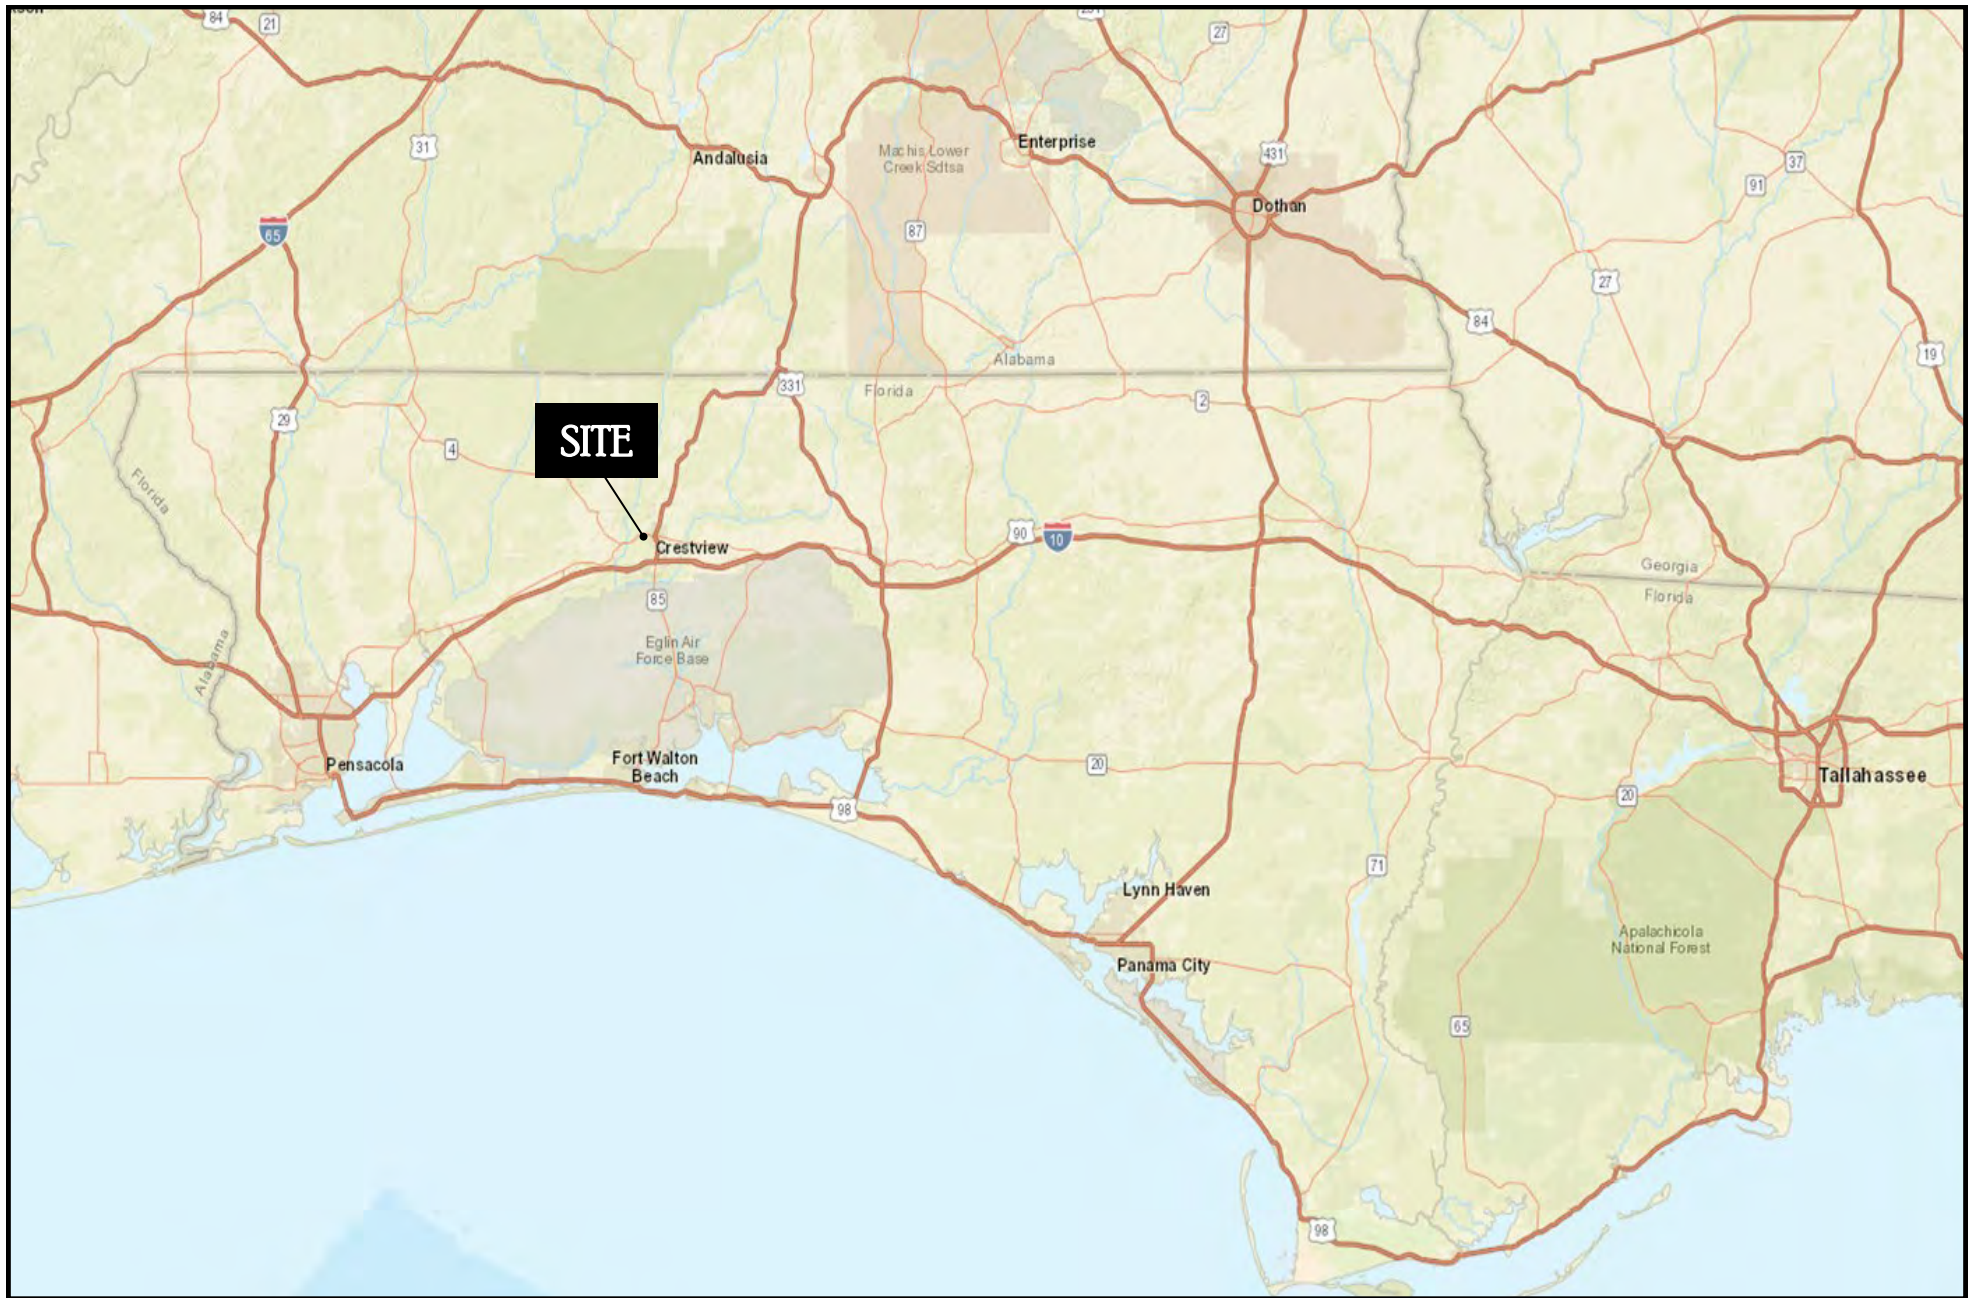 84
21
27
31
Andalusia
Machis Lower
Creek Sdtsa
Enterprise
431
37
91
Dothan
65
87
27
84
19
Alabama
Florida
331
2
29
SITE
4
Florida
90
10
Crestview
Georgia
Florida
85
Eglin Air
Force Base
Alabama
Pensacola
Fort Walton
Beach
20
Tallahassee
20
98
71
Lynn Haven
Apalachicola
National Forest
Panama City
65
98